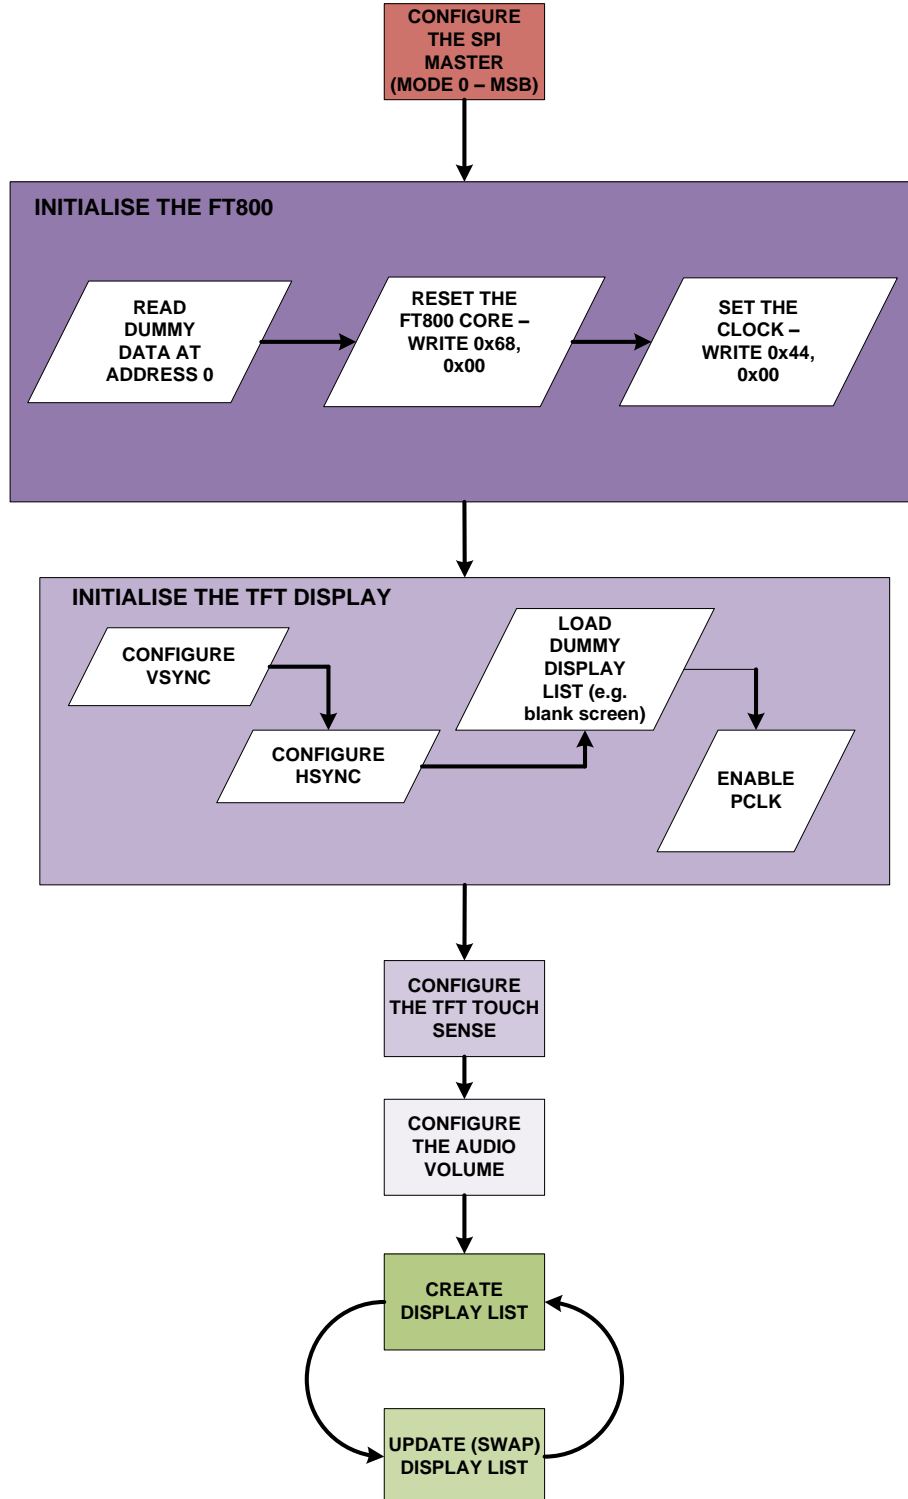 CONFIGURE
THE SPI
MASTER
(MODE 0 – MSB)
INITIALISE THE FT800
READ
DUMMY
DATA AT
ADDRESS 0
RESET THE
FT800 CORE –
WRITE 0x68,
0x00
SET THE
CLOCK –
WRITE 0x44,
0x00
INITIALISE THE TFT DISPLAY
CONFIGURE
VSYNC
CONFIGURE
HSYNC
LOAD
DUMMY
DISPLAY
LIST (e.g.
blank screen)
ENABLE
PCLK
CONFIGURE
THE TFT TOUCH
SENSE
CONFIGURE
THE AUDIO
VOLUME
CREATE
DISPLAY LIST
UPDATE (SWAP)
DISPLAY LIST